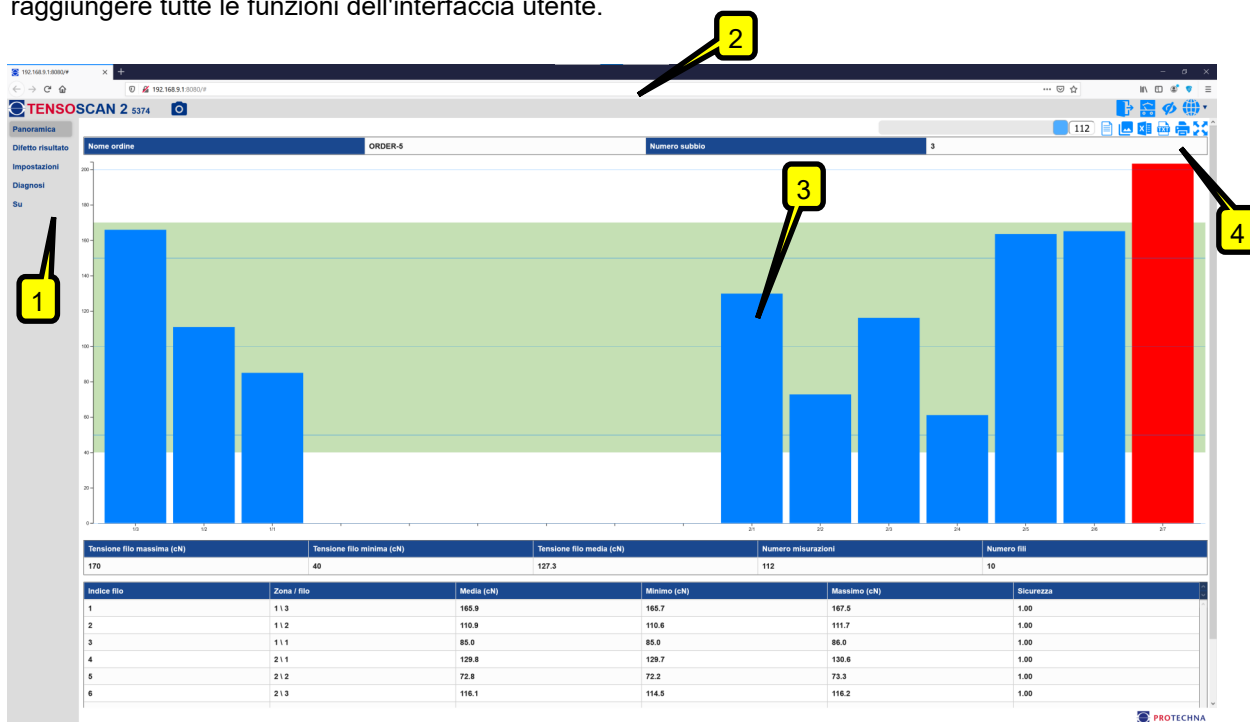 raggiungere tutte le funzioni dell'interfaccia utente.
2
192.168.9.1:8080/#
192.168.9.1:8080/#
TENSOSCAN 2 5374
Panoramica
Difetto risultato
Impostazioni
Diagnosi
Su
1
112
Nome ordine ORDER-5 Numero subbio 3
3
4
200
180
160
140
120
100
80
60
40
20
0
1/3 1/2 1/1 2/1 2/2 2/3 2/4 2/5 2/6 2/7
Tensione filo massima (cN) Tensione filo minima (cN) Tensione filo media (cN) Numero misurazioni Numero fili
170 40 127.3 112 10
Indice filo Zona / filo Media (cN) Minimo (cN) Massimo (cN) Sicurezza
1 1 \ 3 165.9 165.7 167.5 1.00
2 1 \ 2 110.9 110.6 111.7 1.00
3 1 \ 1 85.0 85.0 86.0 1.00
4 2 \ 1 129.8 129.7 130.6 1.00
5 2 \ 2 72.8 72.2 73.3 1.00
6 2 \ 3 116.1 114.5 116.2 1.00
PROTECHNA